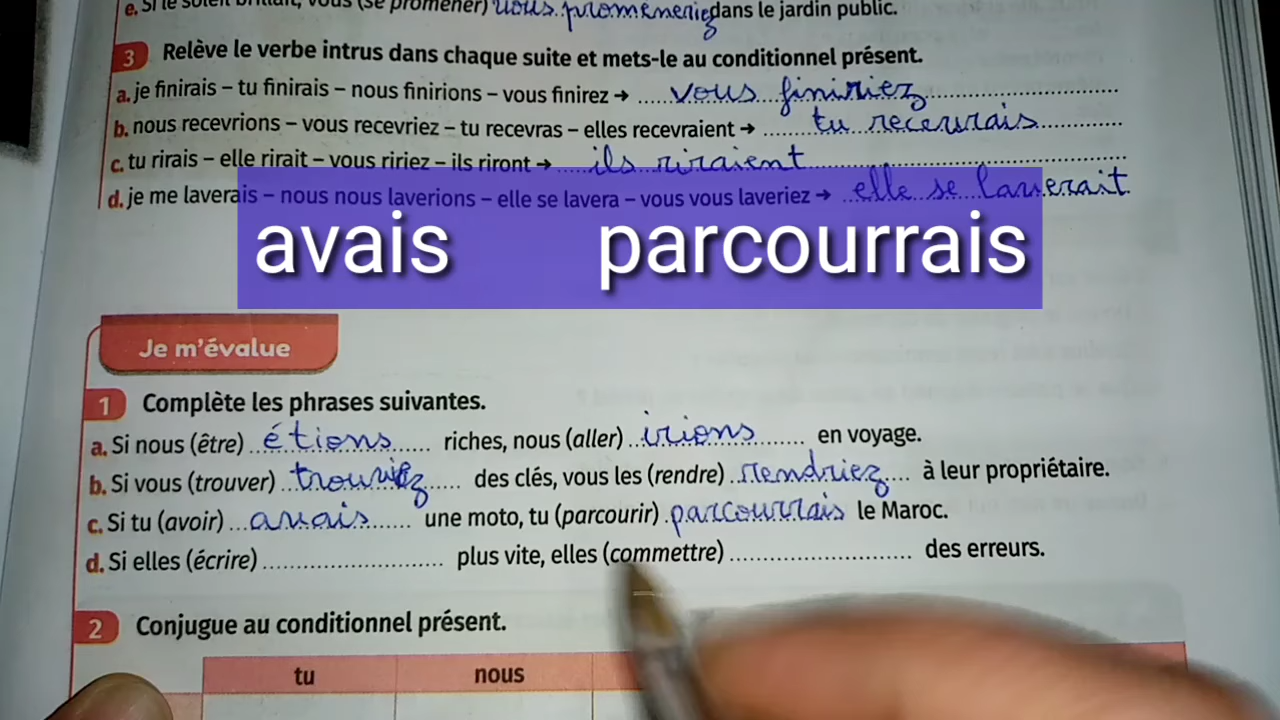 e. Si le soleil brillait, vous (se promener) vous promèneriez dans le jardin public.
3 Relève le verbe intrus dans chaque suite et mets-le au conditionnel présent.
a. je finirais – tu finirais – nous finirions – vous finirez → vous finiriez
b. nous recevrions – vous recevriez – tu recevras – elles recevraient → tu recevrais
c. tu rirais – elle rirait – vous ririez – ils riront → ils riraient
d. je me laverais – nous nous laverions – elle se lavera – vous vous laveriez → elle se laverait
avais parcourrais
Je m'évalue
1 Complète les phrases suivantes.
a. Si nous (être) étions riches, nous (aller) irions en voyage.
b. Si vous (trouver) trouviez des clés, vous les (rendre) rendriez à leur propriétaire.
c. Si tu (avoir) avais une moto, tu (parcourir) parcourrais le Maroc.
d. Si elles (écrire) .............................. plus vite, elles (commettre) .............................. des erreurs.
2 Conjugue au conditionnel présent.
tu nous